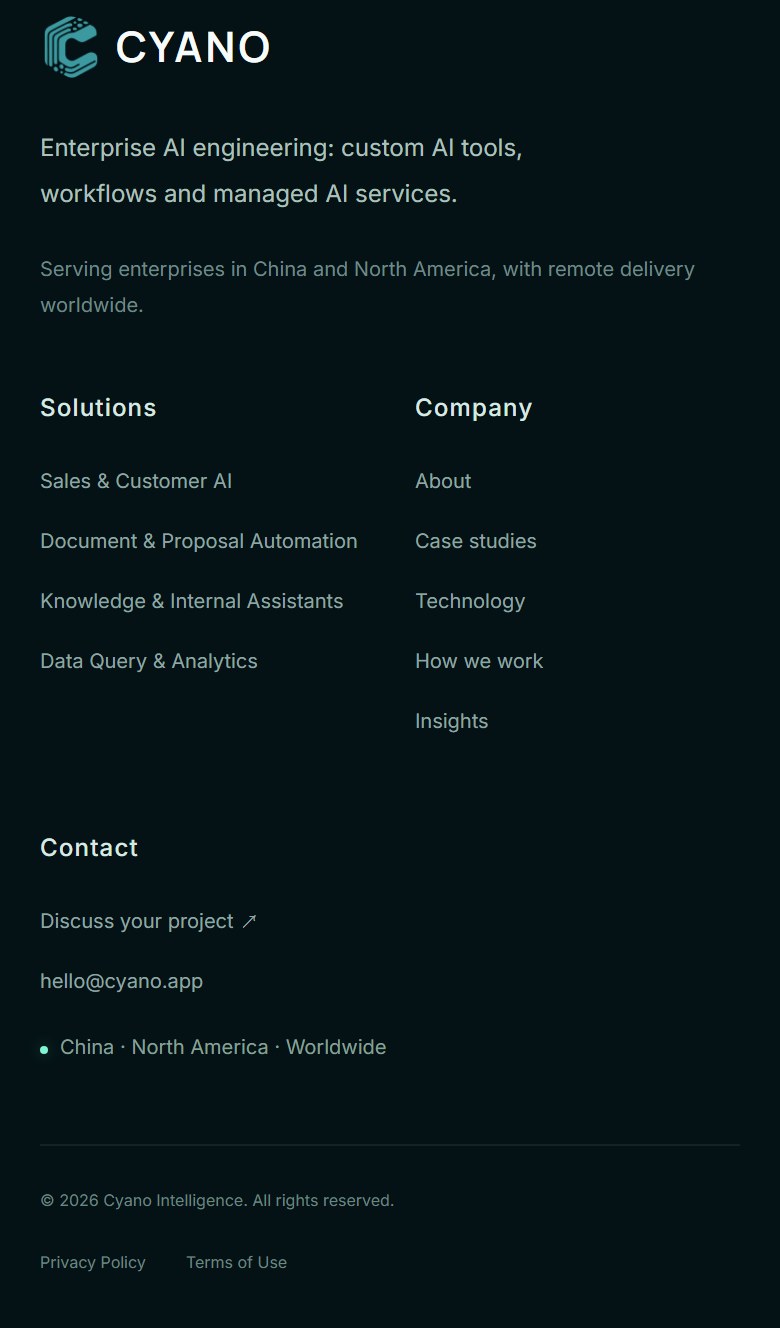 CYANO
Enterprise AI engineering: custom AI tools,
workflows and managed AI services.
Serving enterprises in China and North America, with remote delivery
worldwide.
Solutions
Sales & Customer AI
Document & Proposal Automation
Knowledge & Internal Assistants
Data Query & Analytics
Company
About
Case studies
Technology
How we work
Insights
Contact
Discuss your project ↗
hello@cyano.app
China · North America · Worldwide
© 2026 Cyano Intelligence. All rights reserved.
Privacy Policy Terms of Use